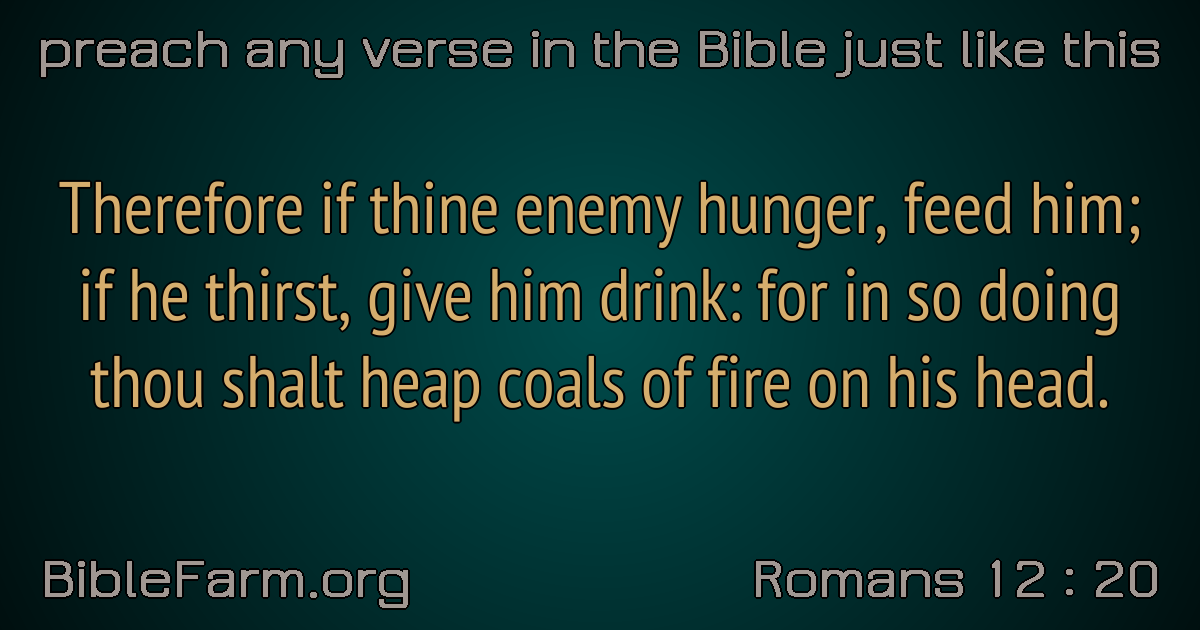 preach any verse in the Bible just like this
Therefore if thine enemy hunger, feed him;
if he thirst, give him drink: for in so doing
thou shalt heap coals of fire on his head.
BibleFarm.org
Romans 12 : 20